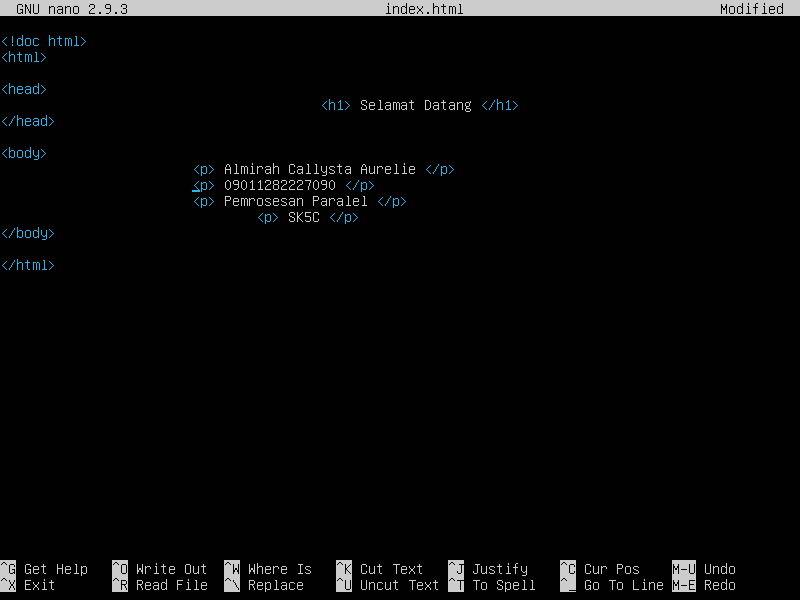 GNU nano 2.9.3 index.html Modified
<!doc html>
<html>
<head>
<h1> Selamat Datang </h1>
</head>
<body>
<p> Almirah Callysta Aurelie </p>
<p> 09011282227090 </p>
<p> Pemrosesan Paralel </p>
<p> SK5C </p>
</body>
</html>
^G Get Help ^O Write Out ^W Where Is ^K Cut Text ^J Justify ^C Cur Pos M-U Undo
^X Exit ^R Read File ^\ Replace ^U Uncut Text ^T To Spell ^_ Go To Line M-E Redo